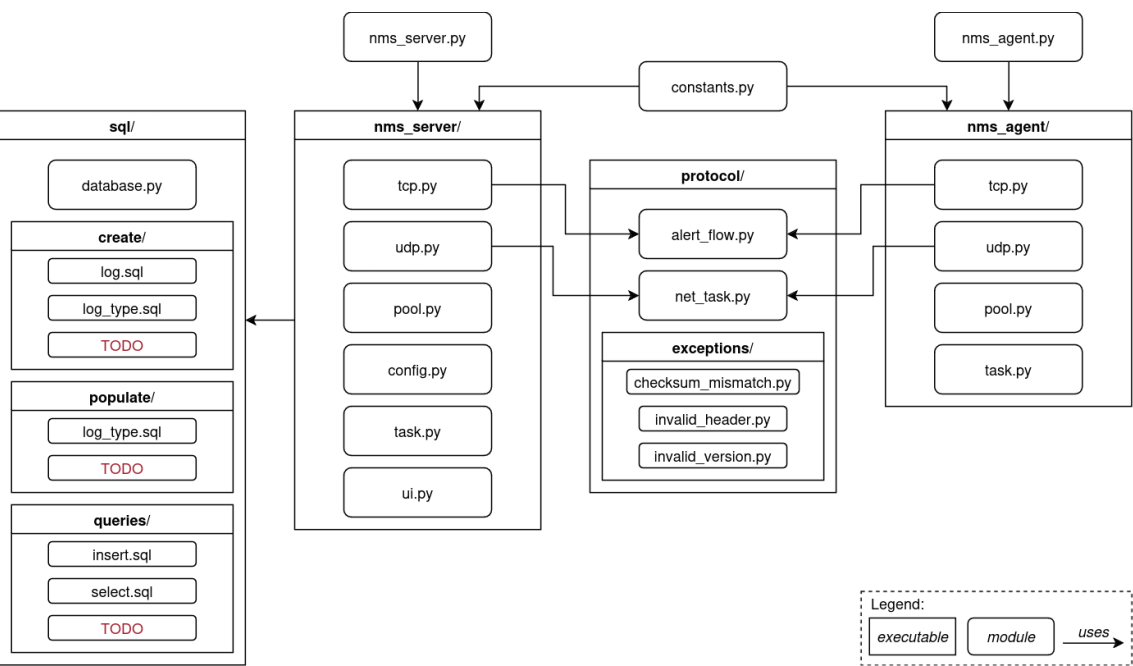 nms_server.py
nms_agent.py
constants.py
sql/
database.py
create/
log.sql
log_type.sql
TODO
populate/
log_type.sql
TODO
queries/
insert.sql
select.sql
TODO
nms_server/
tcp.py
udp.py
pool.py
config.py
task.py
ui.py
protocol/
alert_flow.py
net_task.py
exceptions/
checksum_mismatch.py
invalid_header.py
invalid_version.py
nms_agent/
tcp.py
udp.py
pool.py
task.py
Legend:
executable
module
uses